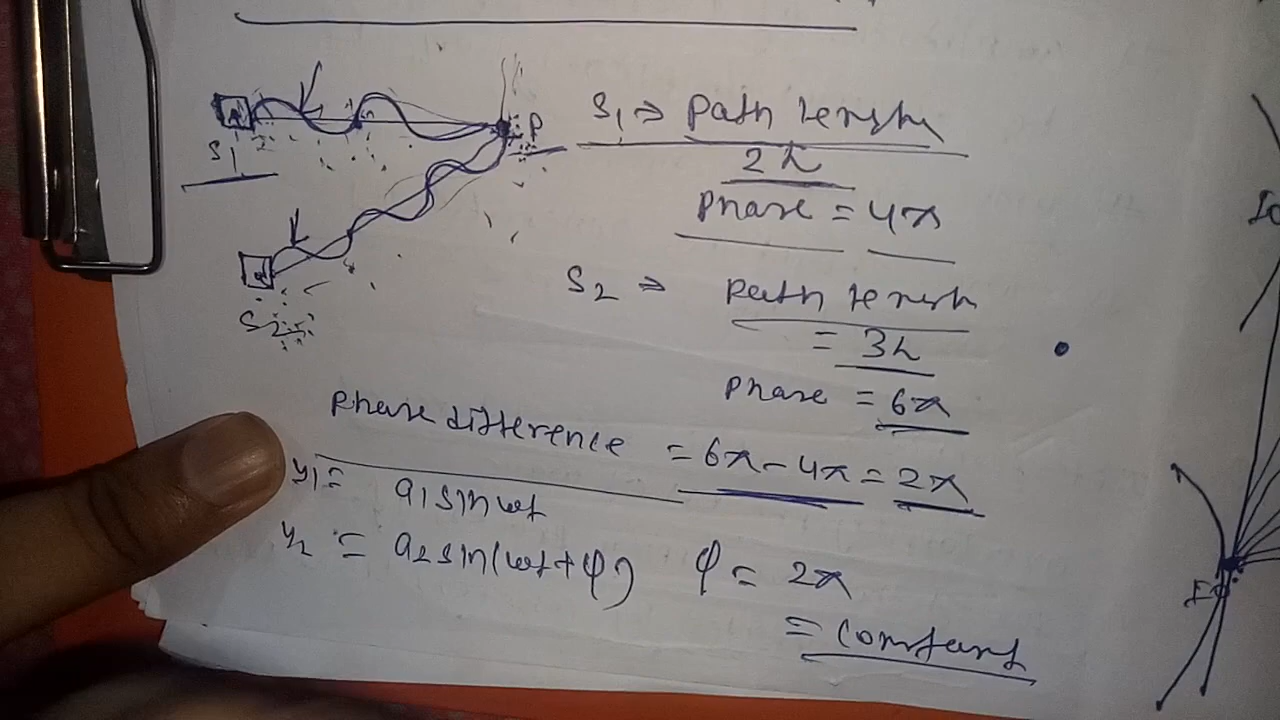 S1
P
S2
S1 ⇒ Path length
2λ
Phase = 4π
S2 ⇒ Path length
= 3λ
Phase = 6π
Phase difference = 6π - 4π = 2π
y1 = a1 sin ωt
y2 = a2 sin(ωt + φ) φ = 2π
= constant